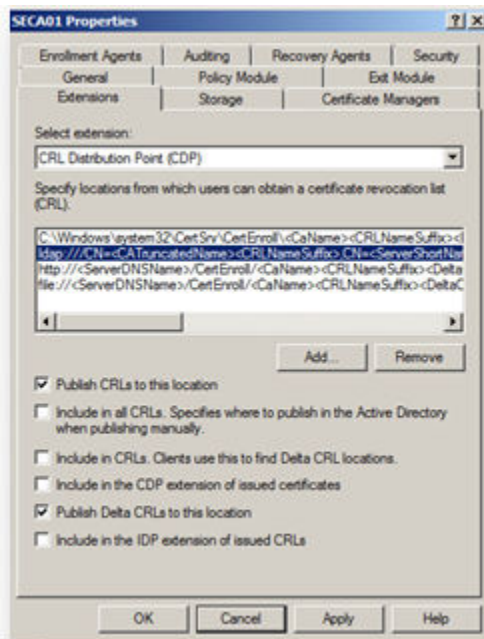 SECA01 Properties
Enrollment Agents Auditing Recovery Agents Security
General Policy Module Exit Module
Extensions Storage Certificate Managers
Select extension:
CRL Distribution Point (CDP)
Specify locations from which users can obtain a certificate revocation list
(CRL).
C:\Windows\system32\CertSrv\CertEnroll\<CaName><CRLNameSuffix><
ldap:///CN=<CATruncatedName><CRLNameSuffix>,CN=<ServerShortNa
http://<ServerDNSName>/CertEnroll/<CaName><CRLNameSuffix><Delta
file://<ServerDNSName>/CertEnroll/<CaName><CRLNameSuffix><DeltaC
Add... Remove
Publish CRLs to this location
Include in all CRLs. Specifies where to publish in the Active Directory
when publishing manually.
Include in CRLs. Clients use this to find Delta CRL locations.
Include in the CDP extension of issued certificates
Publish Delta CRLs to this location
Include in the IDP extension of issued CRLs
OK Cancel Apply Help